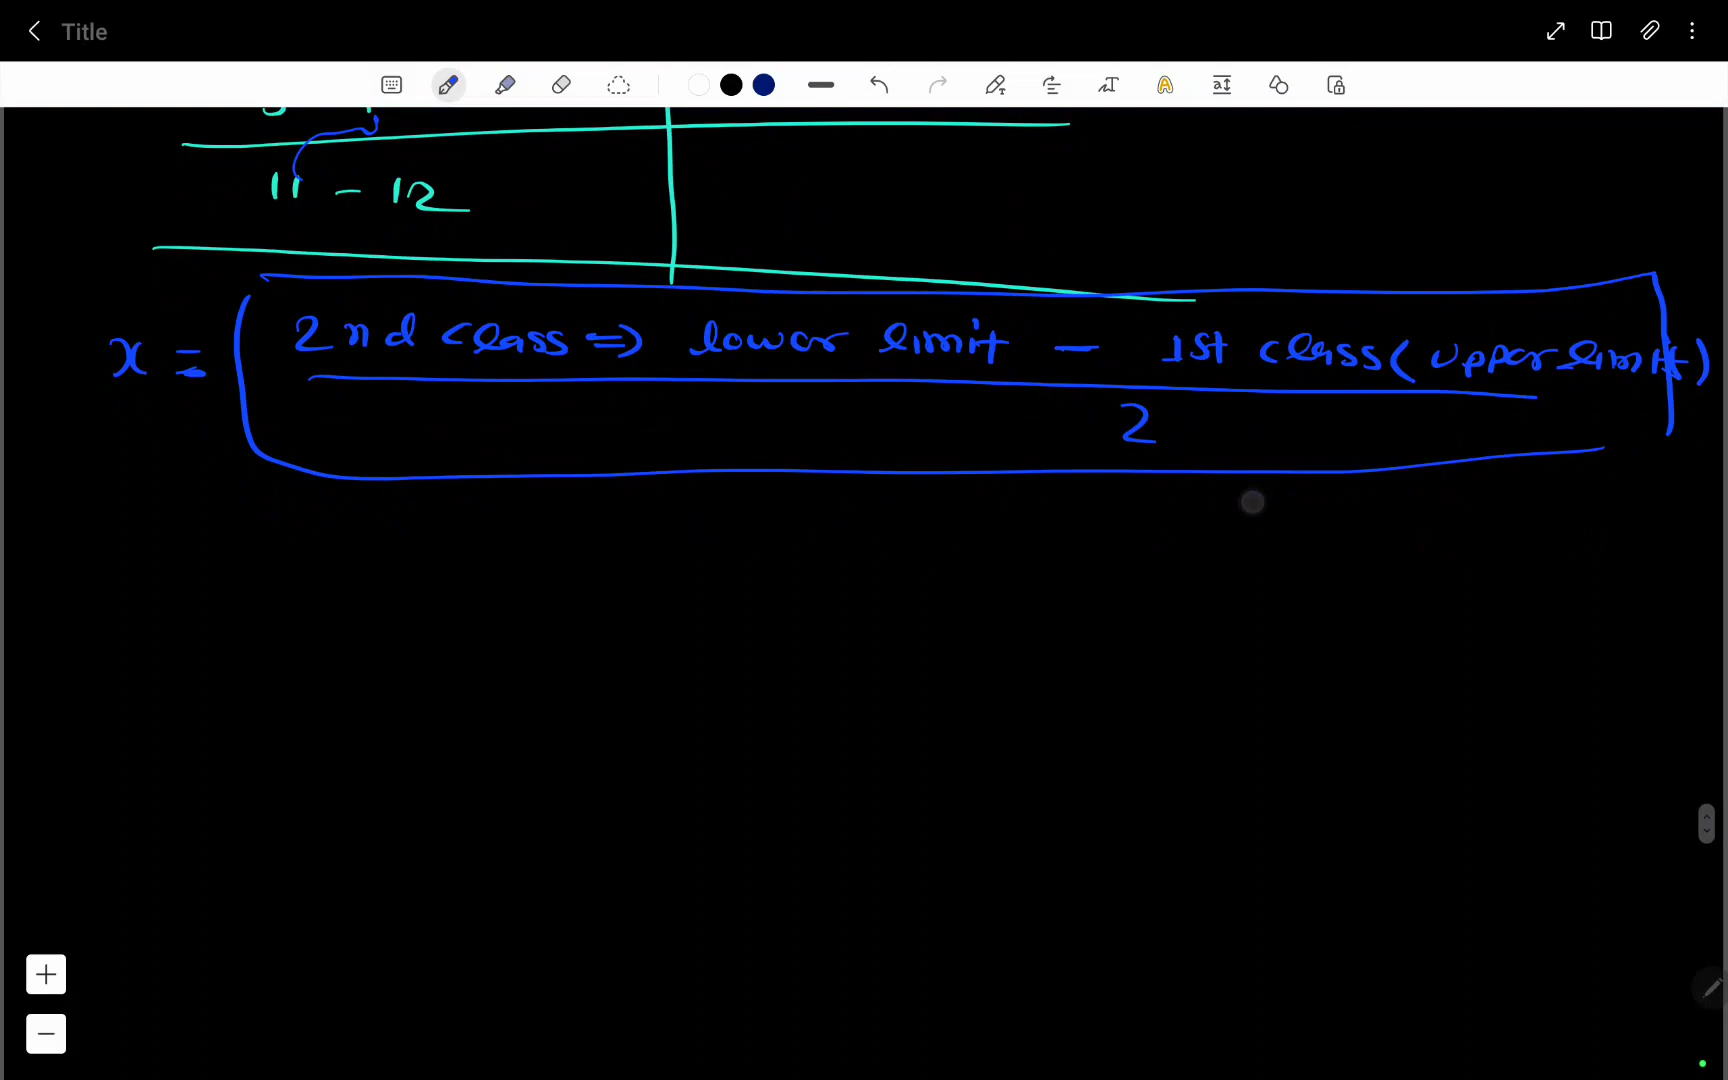 Title
11 - 12
x = 2nd class => lower limit - 1st class (upper limit)
2